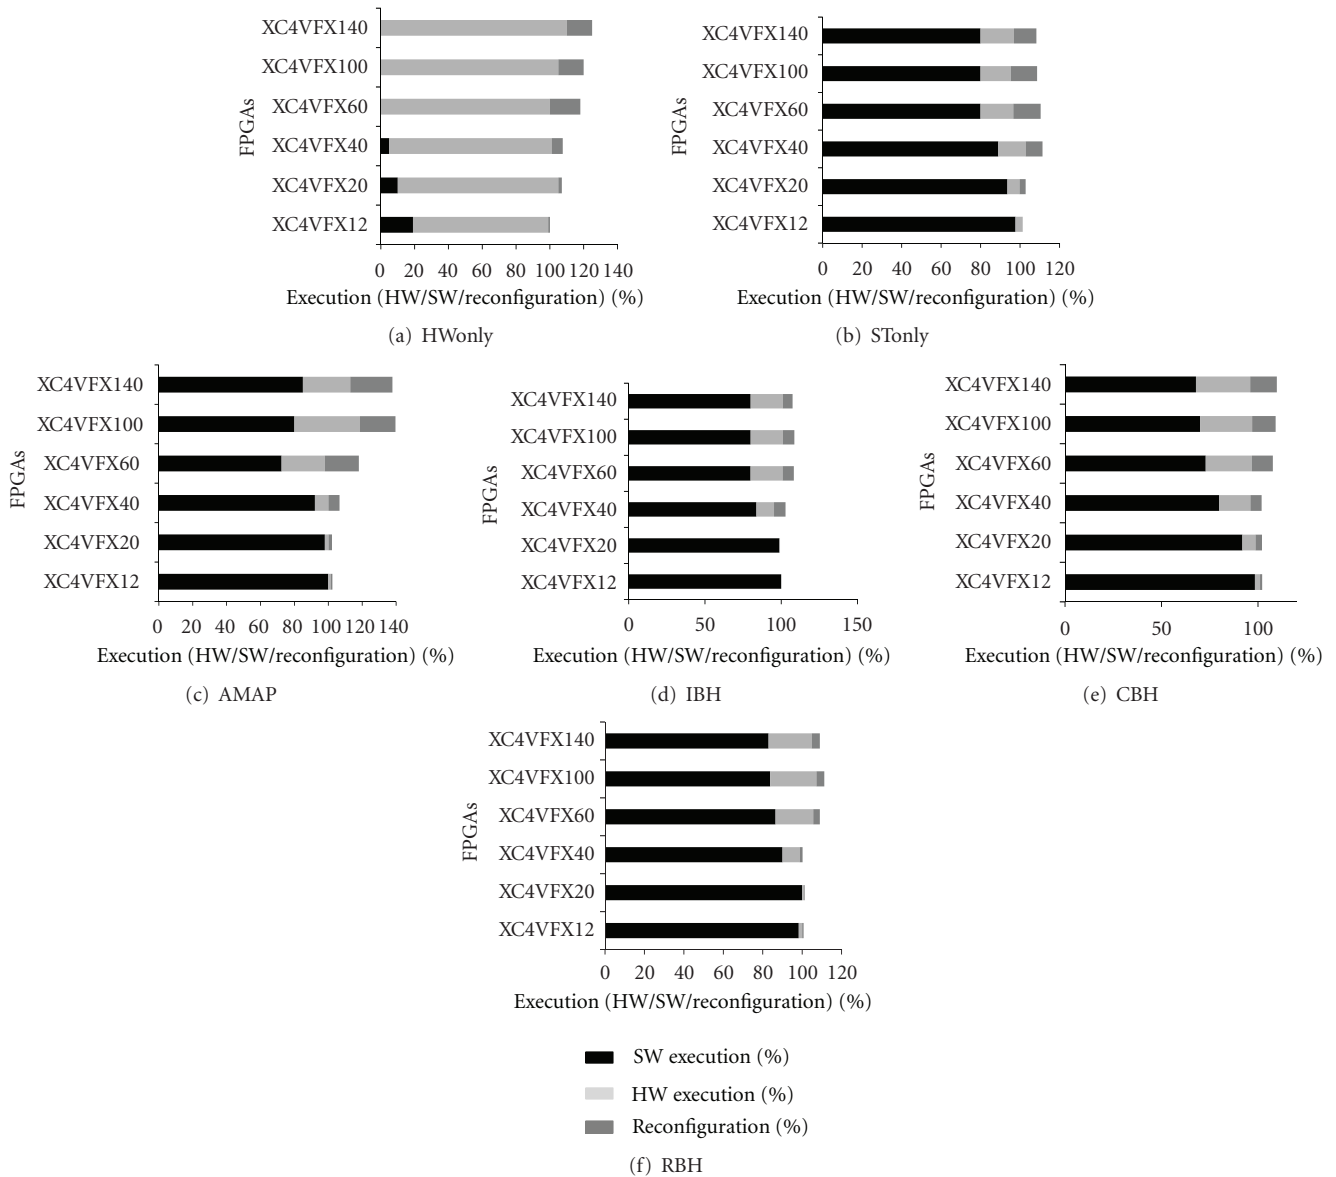 XC4VFX140
XC4VFX100
XC4VFX60
XC4VFX40
XC4VFX20
XC4VFX12
FPGAs
0 20 40 60 80 100 120 140
Execution (HW/SW/reconfiguration) (%)
(a) HWonly
XC4VFX140
XC4VFX100
XC4VFX60
XC4VFX40
XC4VFX20
XC4VFX12
FPGAs
0 20 40 60 80 100 120
Execution (HW/SW/reconfiguration) (%)
(b) STonly
XC4VFX140
XC4VFX100
XC4VFX60
XC4VFX40
XC4VFX20
XC4VFX12
FPGAs
0 20 40 60 80 100 120 140
Execution (HW/SW/reconfiguration) (%)
(c) AMAP
XC4VFX140
XC4VFX100
XC4VFX60
XC4VFX40
XC4VFX20
XC4VFX12
FPGAs
0 50 100 150
Execution (HW/SW/reconfiguration) (%)
(d) IBH
XC4VFX140
XC4VFX100
XC4VFX60
XC4VFX40
XC4VFX20
XC4VFX12
FPGAs
0 50 100
Execution (HW/SW/reconfiguration) (%)
(e) CBH
XC4VFX140
XC4VFX100
XC4VFX60
XC4VFX40
XC4VFX20
XC4VFX12
FPGAs
0 20 40 60 80 100 120
Execution (HW/SW/reconfiguration) (%)
SW execution (%)
HW execution (%)
Reconfiguration (%)
(f) RBH